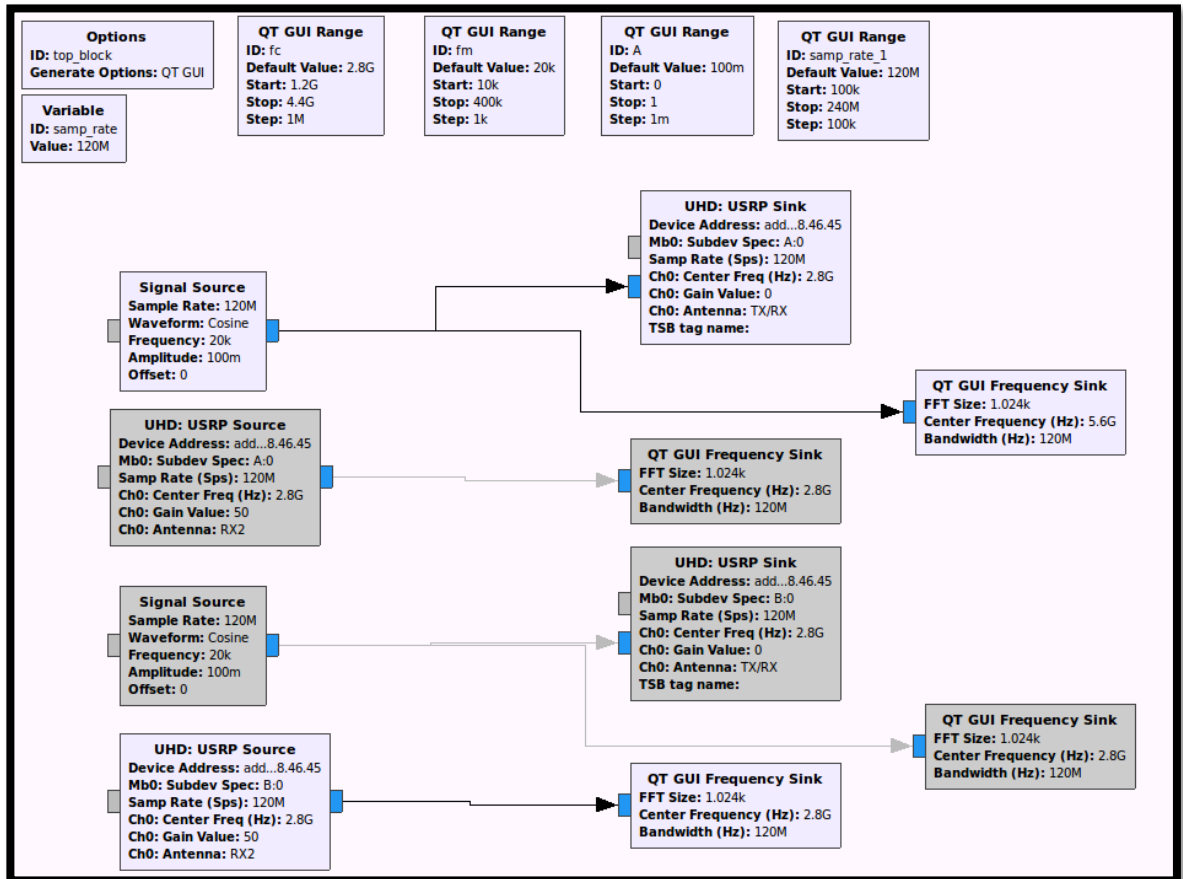 Options
ID: top_block
Generate Options: QT GUI
Variable
ID: samp_rate
Value: 120M
QT GUI Range
ID: fc
Default Value: 2.8G
Start: 1.2G
Stop: 4.4G
Step: 1M
QT GUI Range
ID: fm
Default Value: 20k
Start: 10k
Stop: 400k
Step: 1k
QT GUI Range
ID: A
Default Value: 100m
Start: 0
Stop: 1
Step: 1m
QT GUI Range
ID: samp_rate_1
Default Value: 120M
Start: 100k
Stop: 240M
Step: 100k
UHD: USRP Sink
Device Address: add...8.46.45
Mb0: Subdev Spec: A:0
Samp Rate (Sps): 120M
Ch0: Center Freq (Hz): 2.8G
Ch0: Gain Value: 0
Ch0: Antenna: TX/RX
TSB tag name:
Signal Source
Sample Rate: 120M
Waveform: Cosine
Frequency: 20k
Amplitude: 100m
Offset: 0
QT GUI Frequency Sink
FFT Size: 1.024k
Center Frequency (Hz): 5.6G
Bandwidth (Hz): 120M
UHD: USRP Source
Device Address: add...8.46.45
Mb0: Subdev Spec: A:0
Samp Rate (Sps): 120M
Ch0: Center Freq (Hz): 2.8G
Ch0: Gain Value: 50
Ch0: Antenna: RX2
QT GUI Frequency Sink
FFT Size: 1.024k
Center Frequency (Hz): 2.8G
Bandwidth (Hz): 120M
UHD: USRP Sink
Device Address: add...8.46.45
Mb0: Subdev Spec: B:0
Samp Rate (Sps): 120M
Ch0: Center Freq (Hz): 2.8G
Ch0: Gain Value: 0
Ch0: Antenna: TX/RX
TSB tag name:
Signal Source
Sample Rate: 120M
Waveform: Cosine
Frequency: 20k
Amplitude: 100m
Offset: 0
QT GUI Frequency Sink
FFT Size: 1.024k
Center Frequency (Hz): 2.8G
Bandwidth (Hz): 120M
UHD: USRP Source
Device Address: add...8.46.45
Mb0: Subdev Spec: B:0
Samp Rate (Sps): 120M
Ch0: Center Freq (Hz): 2.8G
Ch0: Gain Value: 50
Ch0: Antenna: RX2
QT GUI Frequency Sink
FFT Size: 1.024k
Center Frequency (Hz): 2.8G
Bandwidth (Hz): 120M